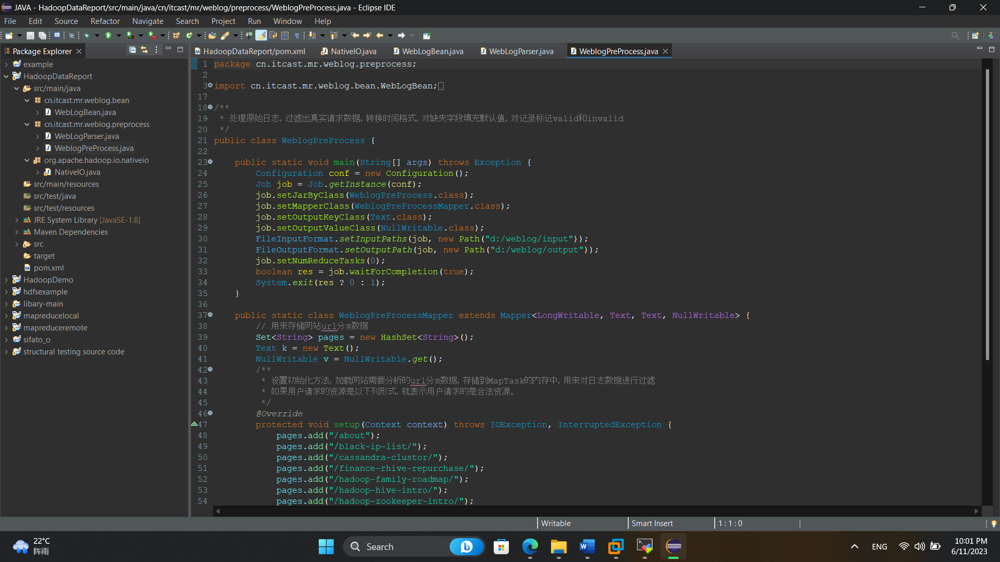 JAVA - HadoopDataReport/src/main/java/cn/itcast/mr/weblog/preprocess/WeblogPreProcess.java - Eclipse IDE
File Edit Source Refactor Navigate Search Project Run Window Help
Package Explorer
example
HadoopDataReport
src/main/java
cn.itcast.mr.weblog.bean
WebLogBean.java
cn.itcast.mr.weblog.preprocess
WebLogParser.java
WeblogPreProcess.java
org.apache.hadoop.io.nativeio
NativeIO.java
src/main/resources
src/test/java
src/test/resources
JRE System Library [JavaSE-1.8]
Maven Dependencies
src
target
pom.xml
HadoopDemo
hdfsexample
libary-main
mapreducelocal
mapreduceremote
sifato_o
structural testing source code
HadoopDataReport/pom.xml NativeIO.java WebLogBean.java WebLogParser.java WeblogPreProcess.java
1 package cn.itcast.mr.weblog.preprocess;
2
3 import cn.itcast.mr.weblog.bean.WebLogBean;
17
18 /**
19 * 处理原始日志, 过滤出真实请求数据, 转换时间格式, 对缺失字段填充默认值, 对记录标记valid和invalid
20 */
21 public class WeblogPreProcess {
22
23 public static void main(String[] args) throws Exception {
24 Configuration conf = new Configuration();
25 Job job = Job.getInstance(conf);
26 job.setJarByClass(WeblogPreProcess.class);
27 job.setMapperClass(WeblogPreProcessMapper.class);
28 job.setOutputKeyClass(Text.class);
29 job.setOutputValueClass(NullWritable.class);
30 FileInputFormat.setInputPaths(job, new Path("d:/weblog/input"));
31 FileOutputFormat.setOutputPath(job, new Path("d:/weblog/output"));
32 job.setNumReduceTasks(0);
33 boolean res = job.waitForCompletion(true);
34 System.exit(res ? 0 : 1);
35 }
36
37 public static class WeblogPreProcessMapper extends Mapper<LongWritable, Text, Text, NullWritable> {
38 // 用来存储网站url分类数据
39 Set<String> pages = new HashSet<String>();
40 Text k = new Text();
41 NullWritable v = NullWritable.get();
42 /**
43 * 设置初始化方法, 加载网站需要分析的url分类数据, 存储到MapTask的内存中, 用来对日志数据进行过滤
44 * 如果用户请求的资源是以下列形式, 就表示用户请求的是合法资源。
45 */
46 @Override
47 protected void setup(Context context) throws IOException, InterruptedException {
48 pages.add("/about");
49 pages.add("/black-ip-list/");
50 pages.add("/cassandra-clustor/");
51 pages.add("/finance-rhive-repurchase/");
52 pages.add("/hadoop-family-roadmap/");
53 pages.add("/hadoop-hive-intro/");
54 pages.add("/hadoop-zookeeper-intro/");
Writable Smart Insert 1 : 1 : 0
22°C
阵雨
Search
ENG
10:01 PM
6/11/2023